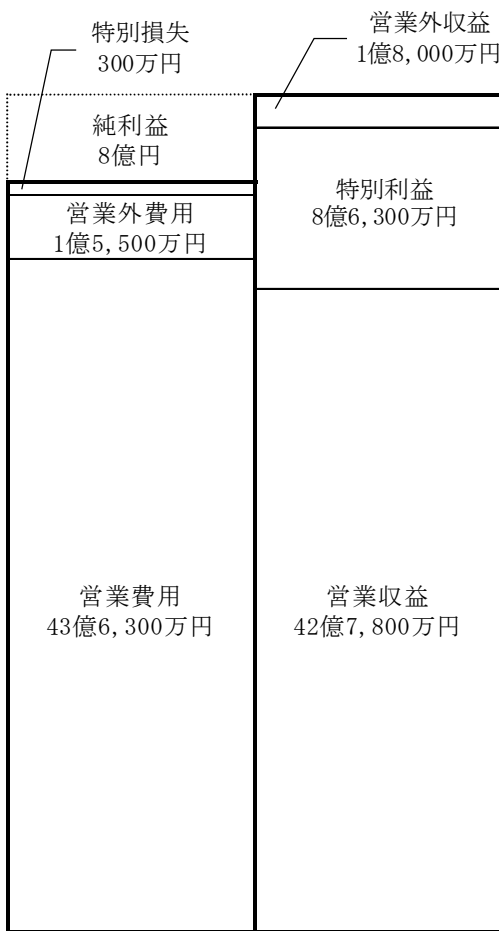 特別損失
300万円
営業外収益
1億8,000万円
純利益
8億円
特別利益
8億6,300万円
営業外費用
1億5,500万円
営業費用
43億6,300万円
営業収益
42億7,800万円